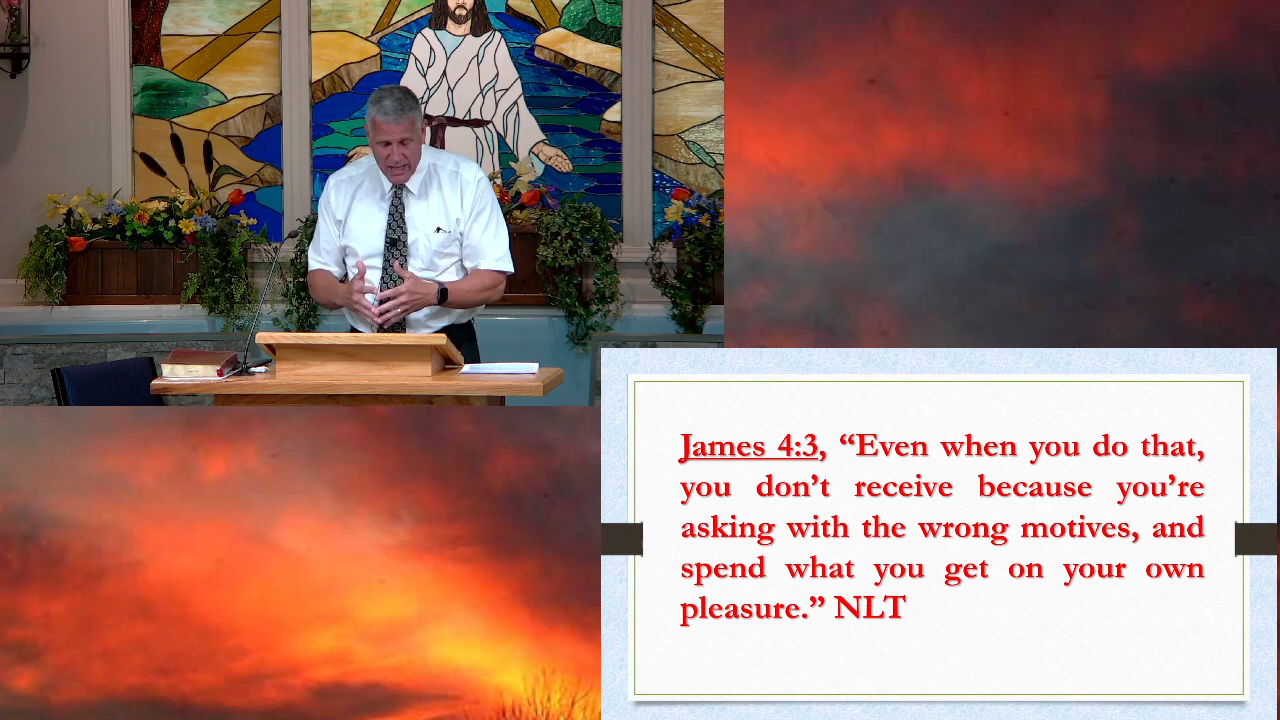 James 4:3, “Even when you do that,
you don’t receive because you’re
asking with the wrong motives, and
spend what you get on your own
pleasure.” NLT